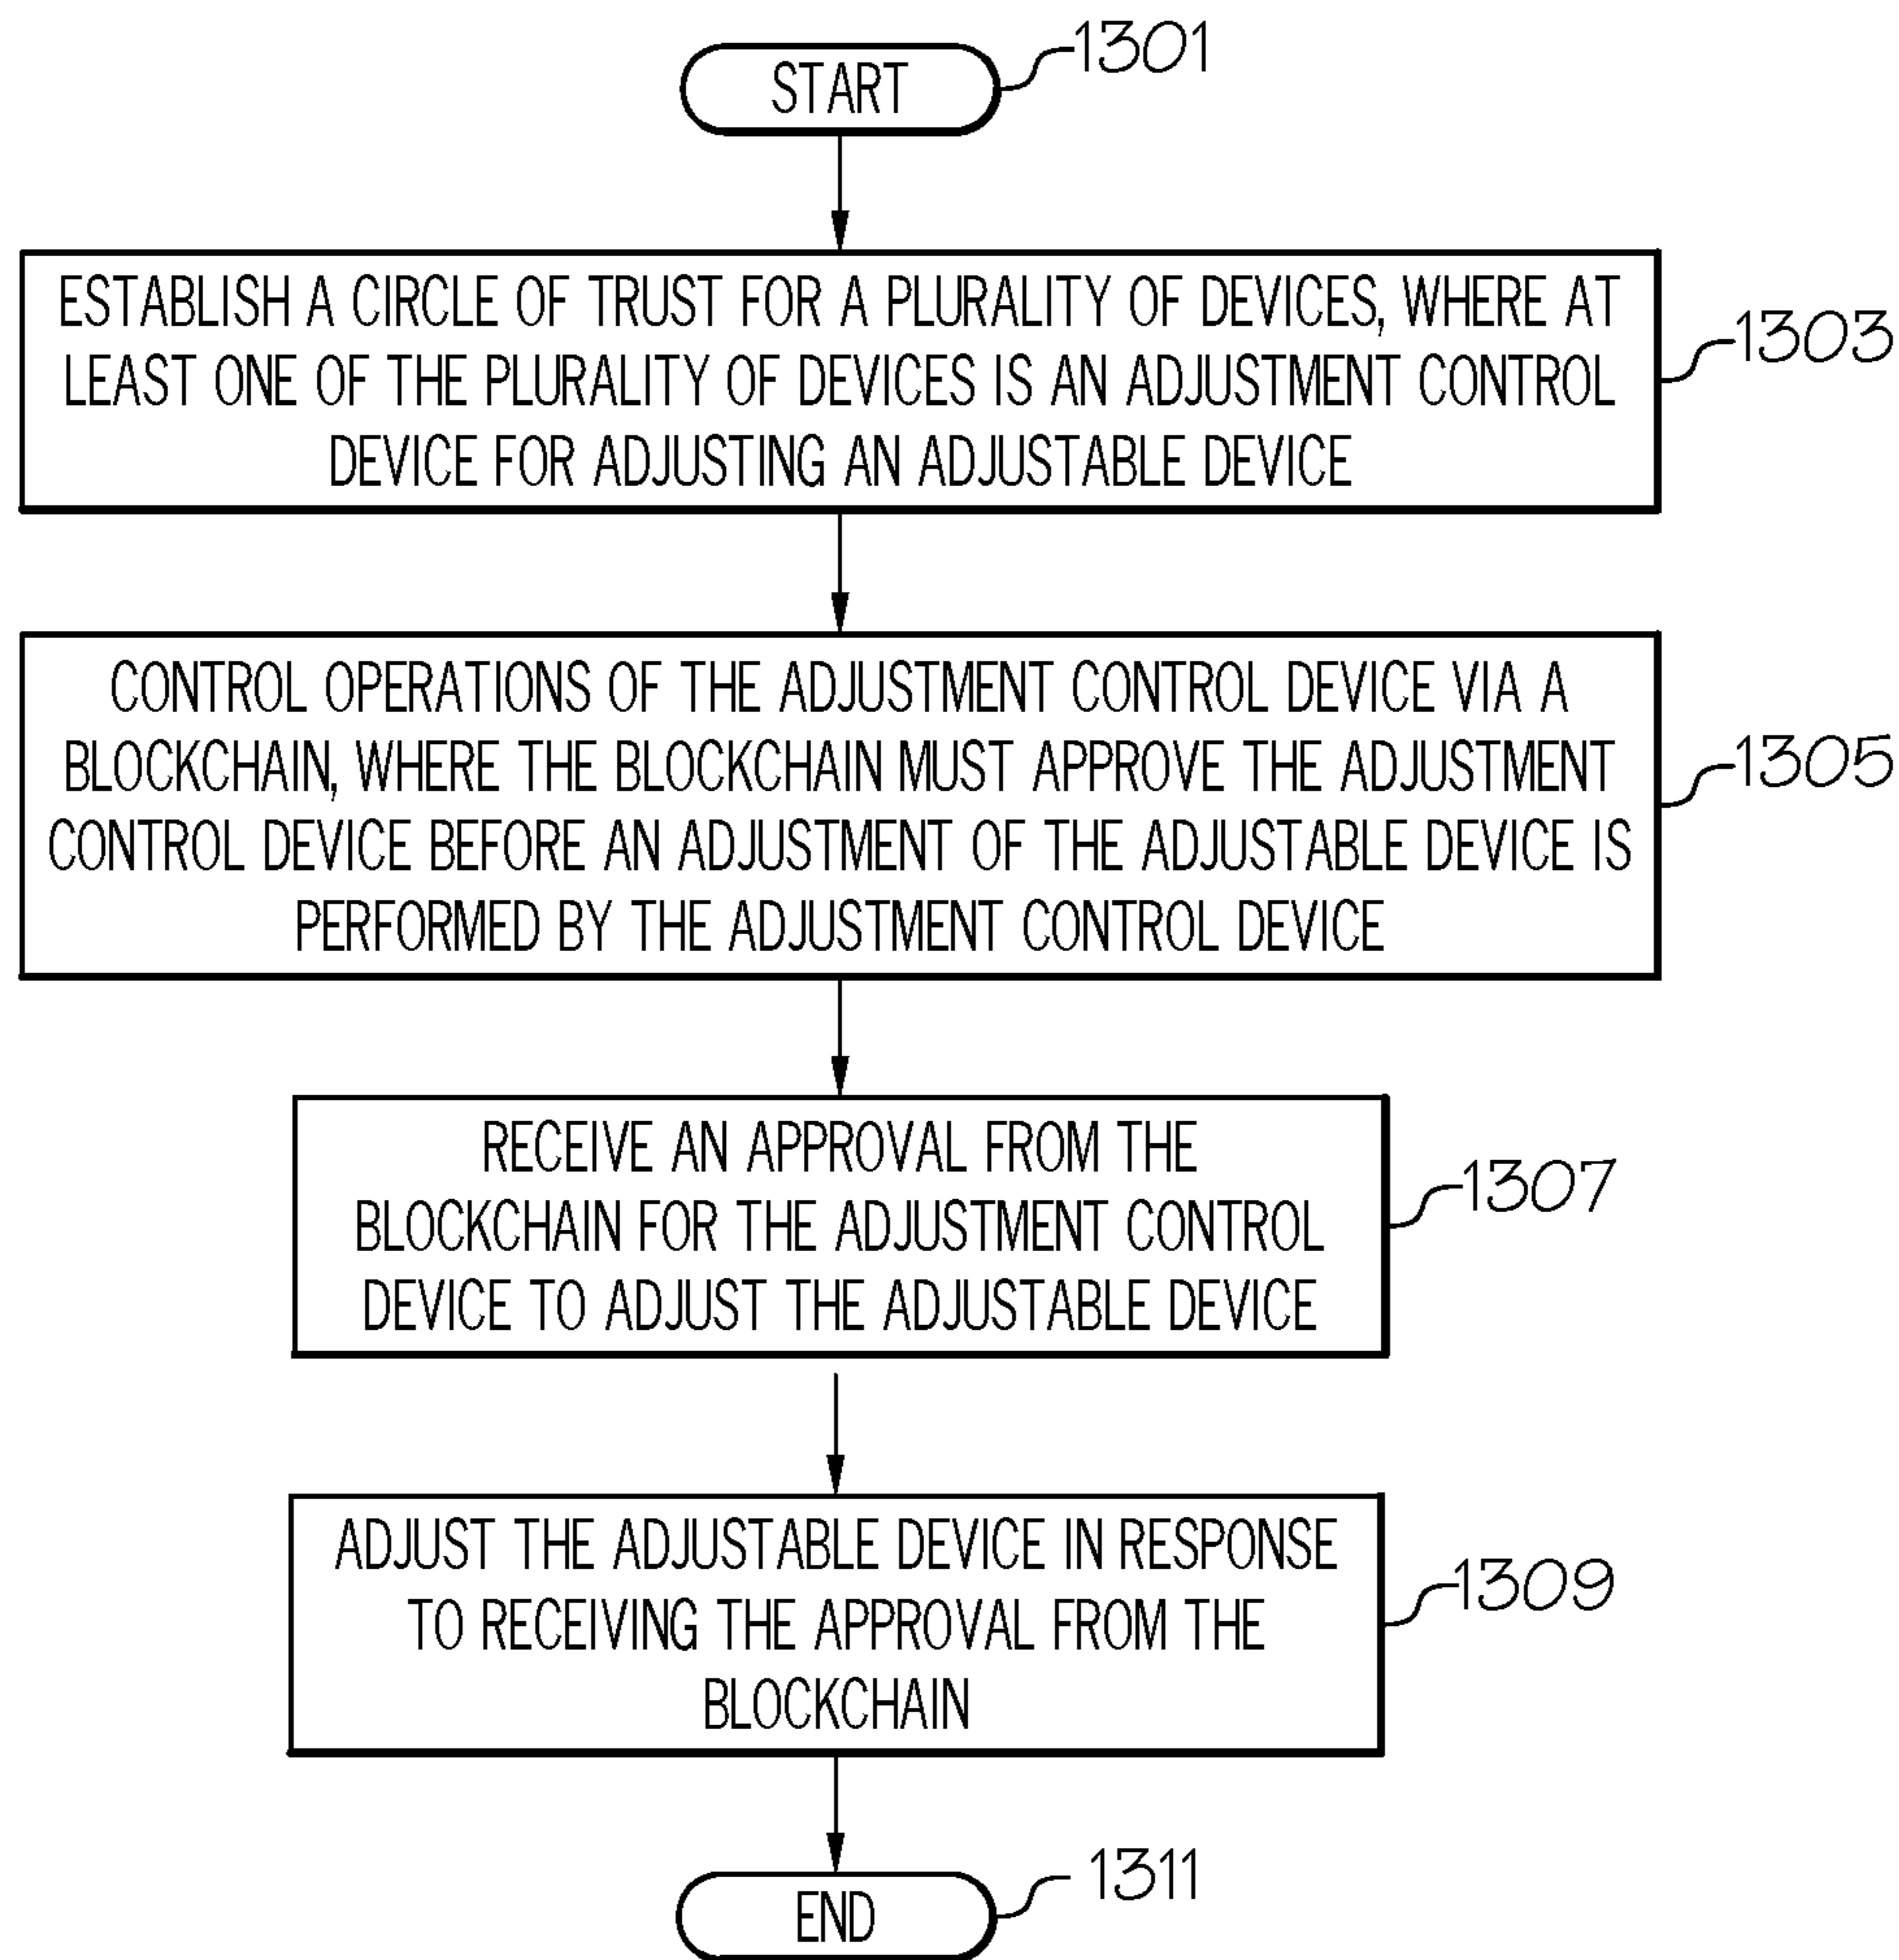 START
1301
ESTABLISH A CIRCLE OF TRUST FOR A PLURALITY OF DEVICES, WHERE AT
LEAST ONE OF THE PLURALITY OF DEVICES IS AN ADJUSTMENT CONTROL
DEVICE FOR ADJUSTING AN ADJUSTABLE DEVICE
1303
CONTROL OPERATIONS OF THE ADJUSTMENT CONTROL DEVICE VIA A
BLOCKCHAIN, WHERE THE BLOCKCHAIN MUST APPROVE THE ADJUSTMENT
CONTROL DEVICE BEFORE AN ADJUSTMENT OF THE ADJUSTABLE DEVICE IS
PERFORMED BY THE ADJUSTMENT CONTROL DEVICE
1305
RECEIVE AN APPROVAL FROM THE
BLOCKCHAIN FOR THE ADJUSTMENT CONTROL
DEVICE TO ADJUST THE ADJUSTABLE DEVICE
1307
ADJUST THE ADJUSTABLE DEVICE IN RESPONSE
TO RECEIVING THE APPROVAL FROM THE
BLOCKCHAIN
1309
END
1311